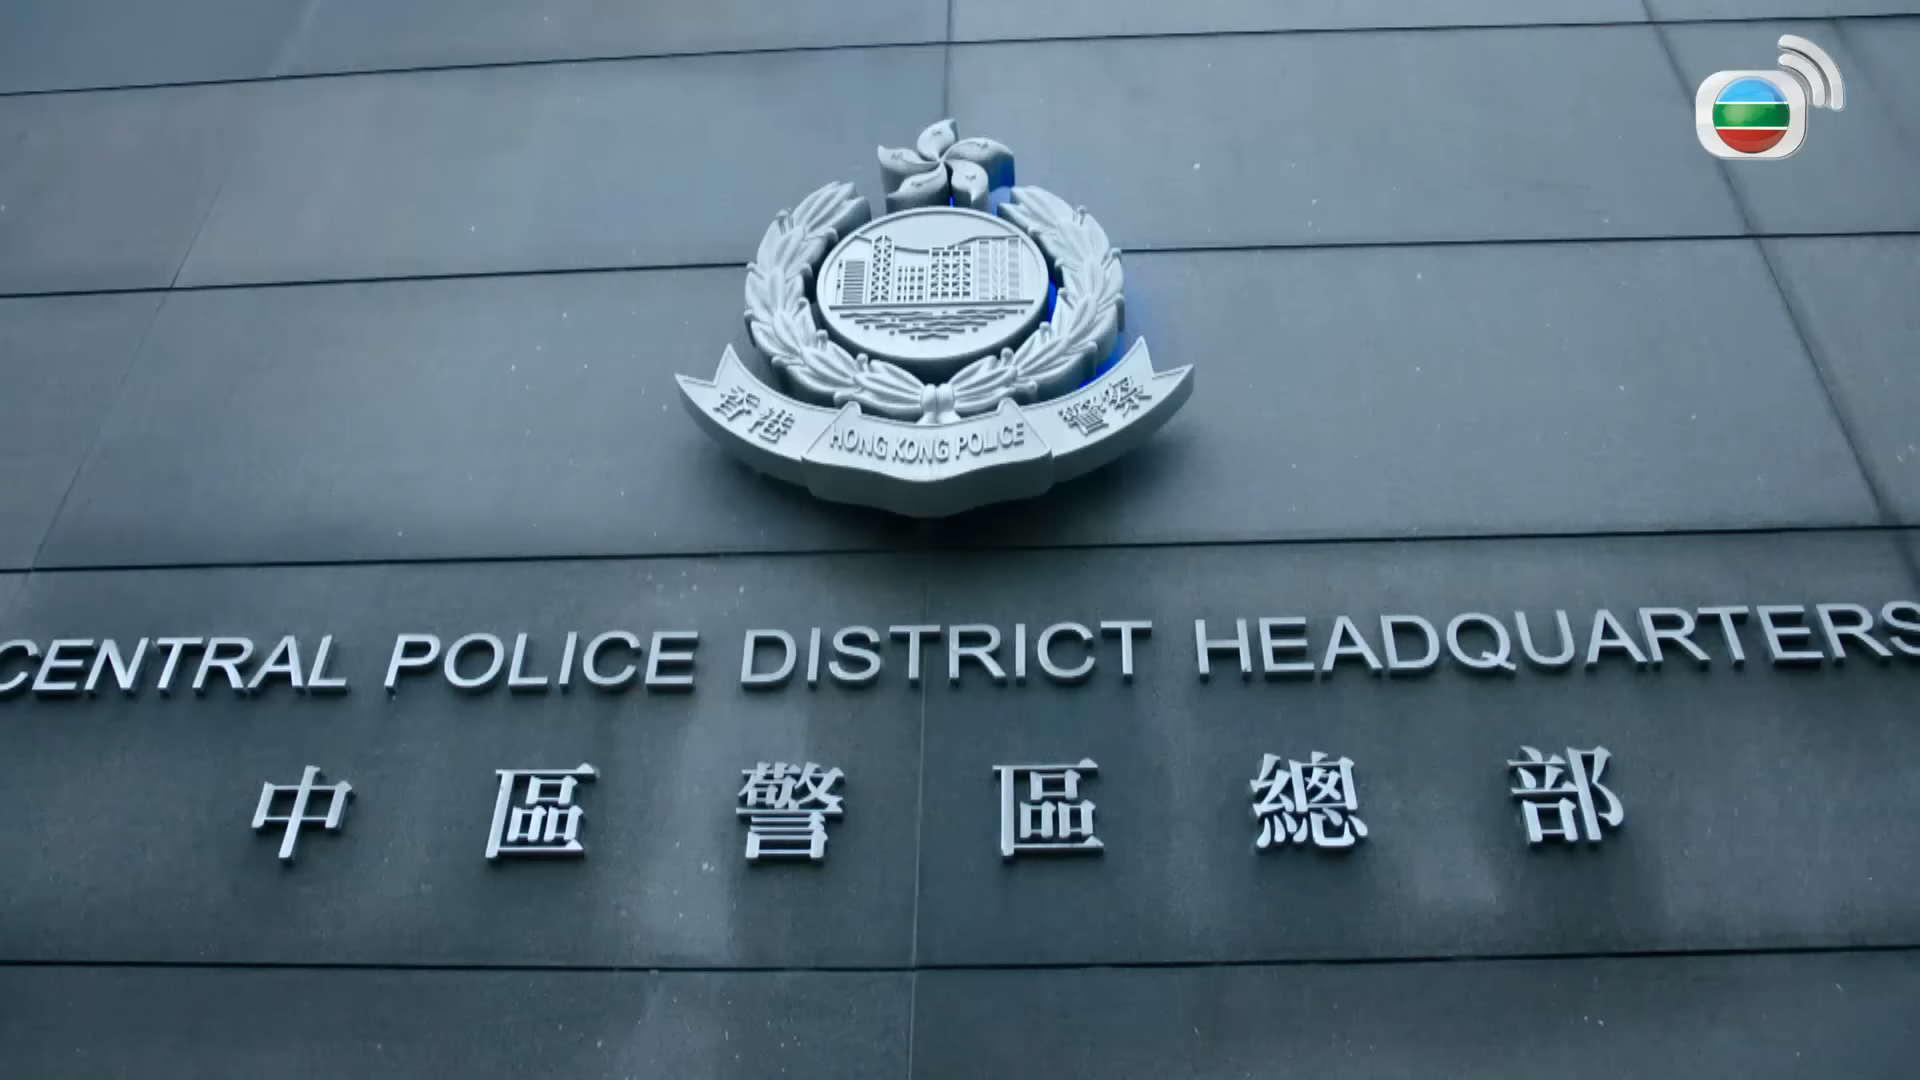 香港 HONG KONG POLICE 警察
CENTRAL POLICE DISTRICT HEADQUARTERS
中區警區總部